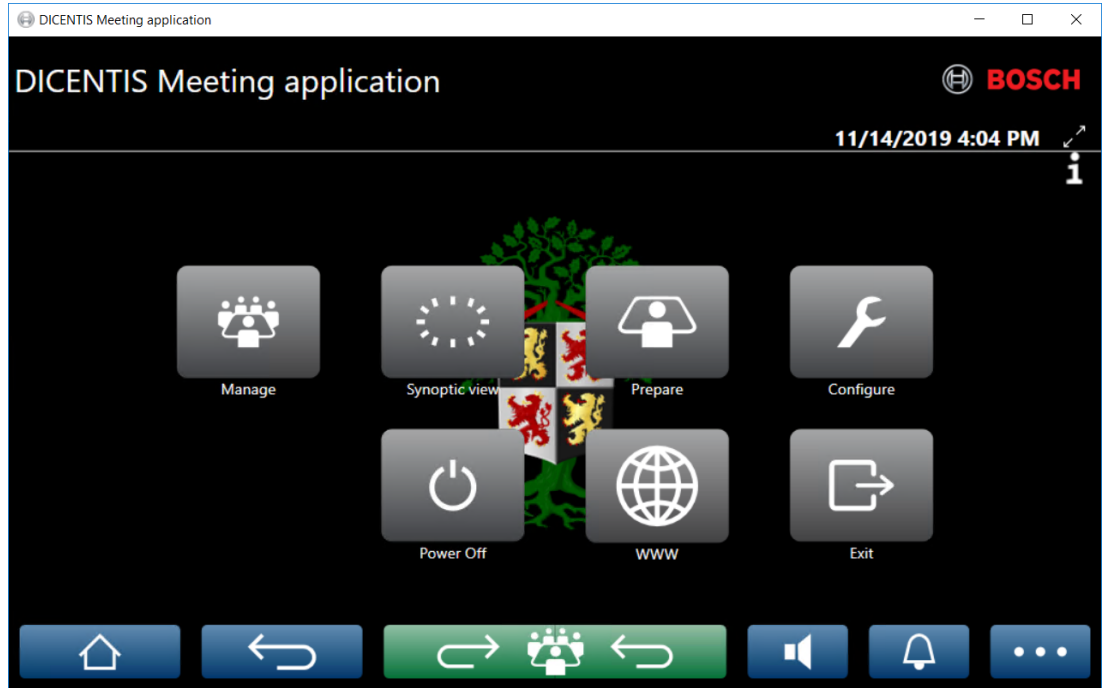 DICENTIS Meeting application
DICENTIS Meeting application
BOSCH
11/14/2019 4:04 PM
Manage
Synoptic view
Prepare
Configure
Power Off
WWW
Exit